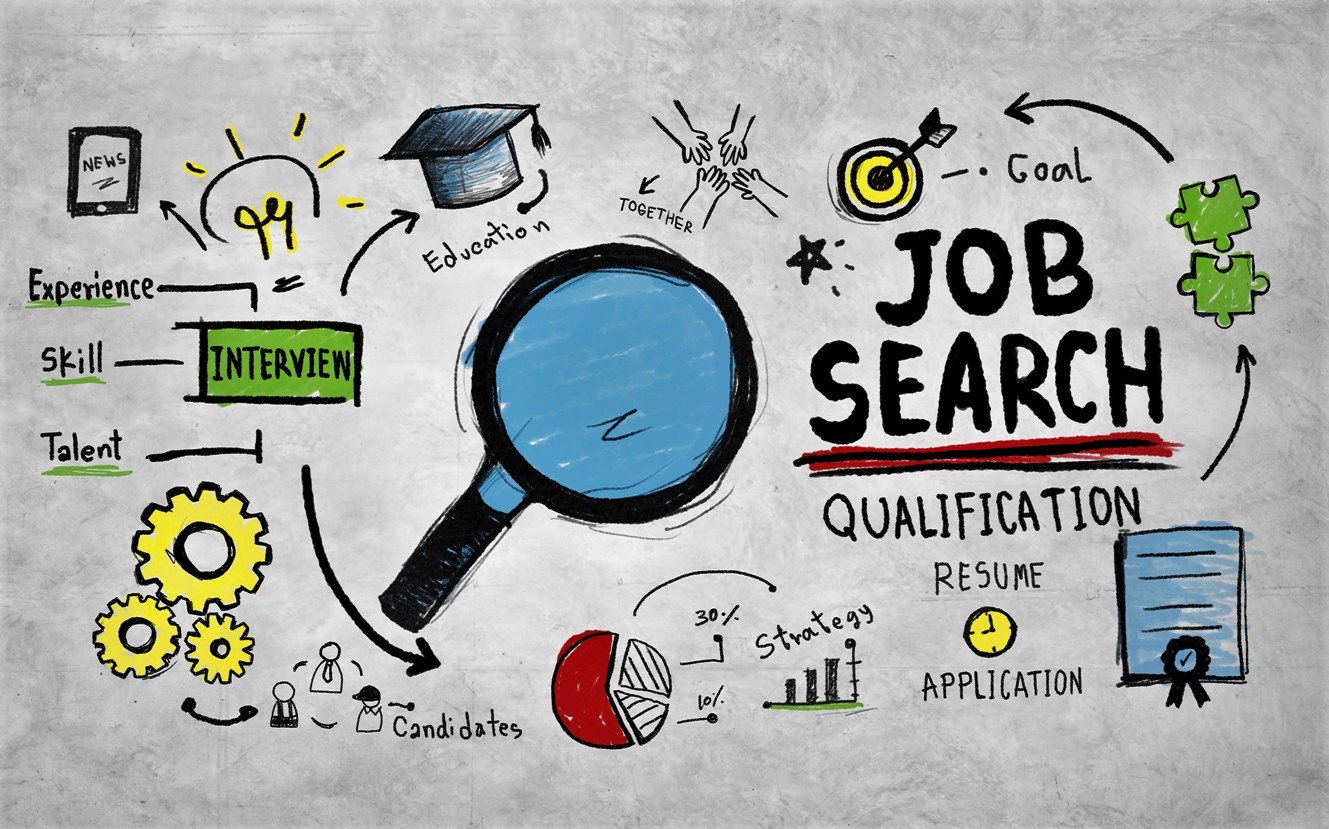 NEWS
Education
TOGETHER
Goal
Experience
Skill
INTERVIEW
Talent
JOB
SEARCH
QUALIFICATION
RESUME
APPLICATION
30%
10%
Strategy
Candidates